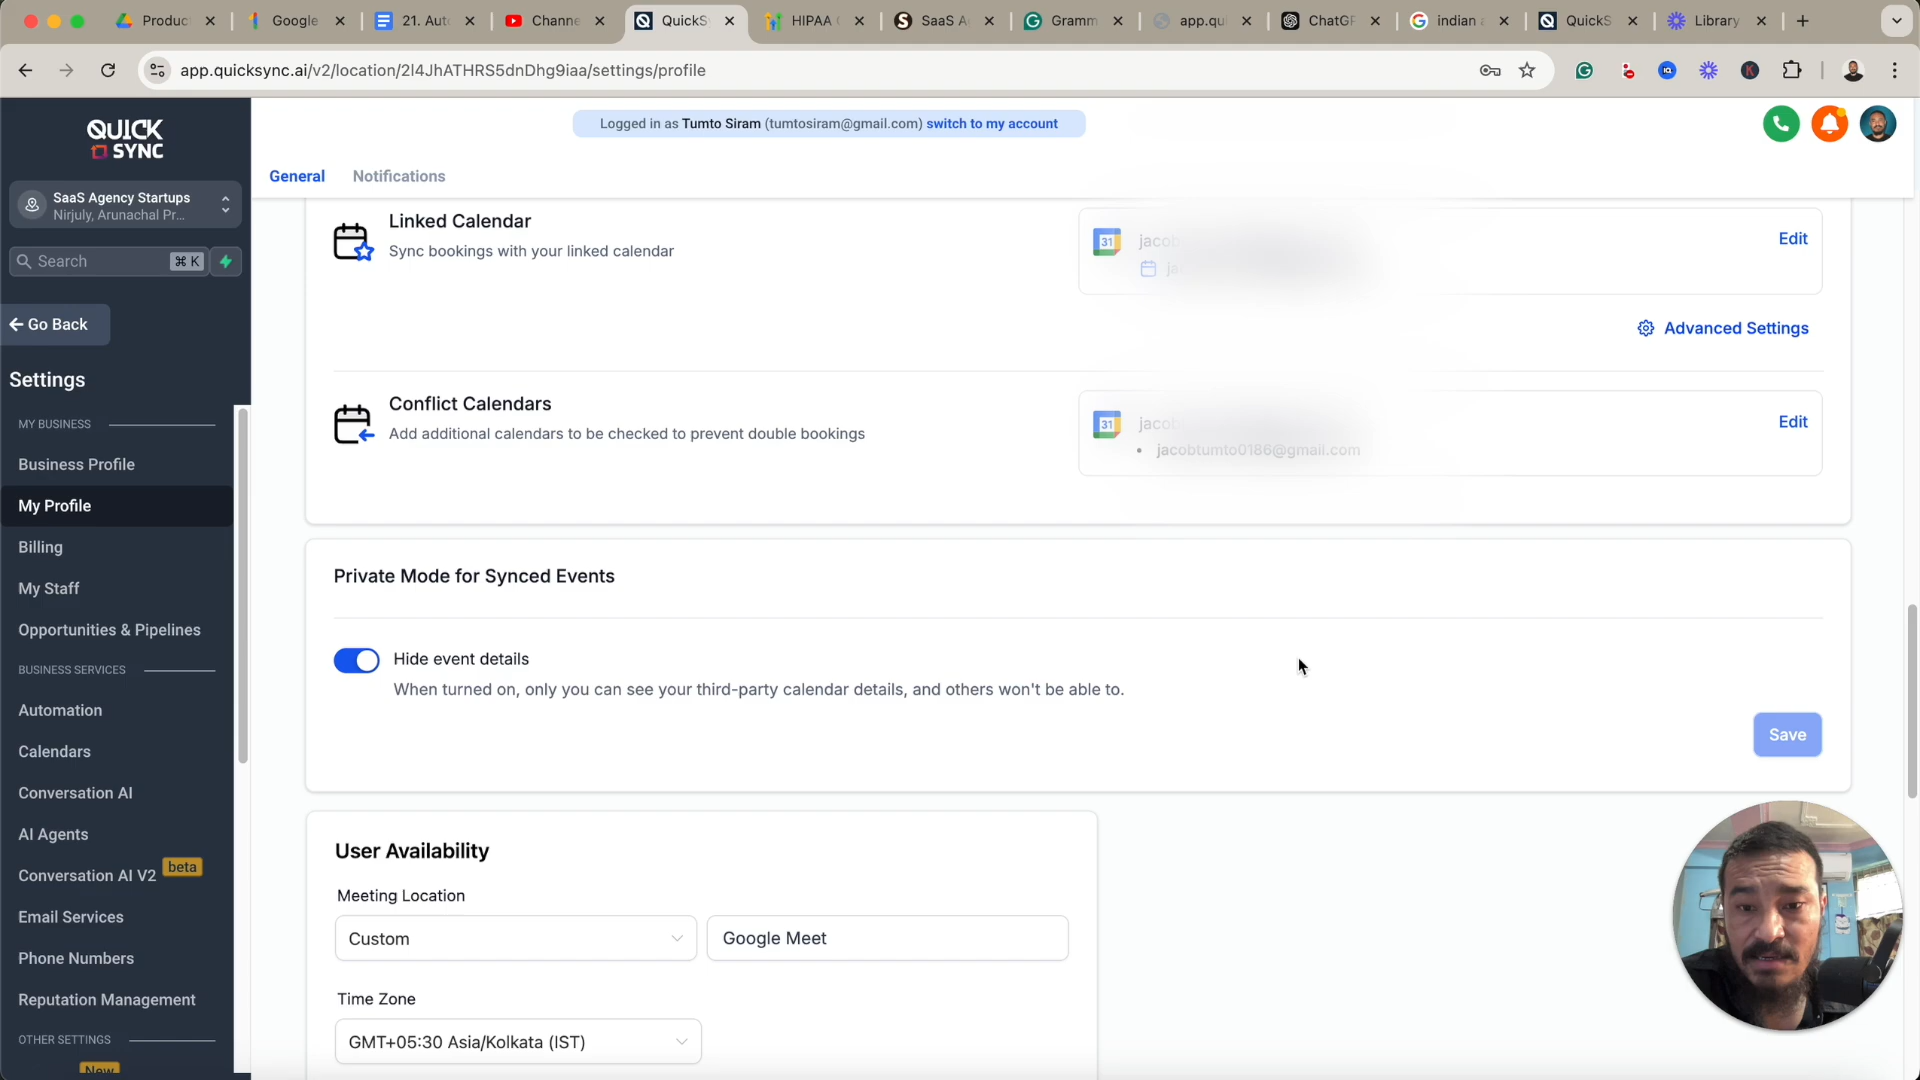 Produc
Google
21. Aut
Channe
QuickS
HIPAA
SaaS A
Gramm
app.qui
ChatGP
indian
QuickS
Library
app.quicksync.ai/v2/location/2l4JhATHRS5dnDhg9iaa/settings/profile
QUICK
SYNC
Logged in as Tumto Siram (tumtosiram@gmail.com) switch to my account
General
Notifications
SaaS Agency Startups
Nirjuly, Arunachal Pr...
Search
⌘ K
Go Back
Settings
MY BUSINESS
Business Profile
My Profile
Billing
My Staff
Opportunities & Pipelines
BUSINESS SERVICES
Automation
Calendars
Conversation AI
AI Agents
Conversation AI V2 beta
Email Services
Phone Numbers
Reputation Management
OTHER SETTINGS
New
Linked Calendar
Sync bookings with your linked calendar
31
jacob
Edit
Advanced Settings
Conflict Calendars
Add additional calendars to be checked to prevent double bookings
31
jacob
• jacobtumto0186@gmail.com
Edit
Private Mode for Synced Events
Hide event details
When turned on, only you can see your third-party calendar details, and others won't be able to.
Save
User Availability
Meeting Location
Custom
Google Meet
Time Zone
GMT+05:30 Asia/Kolkata (IST)